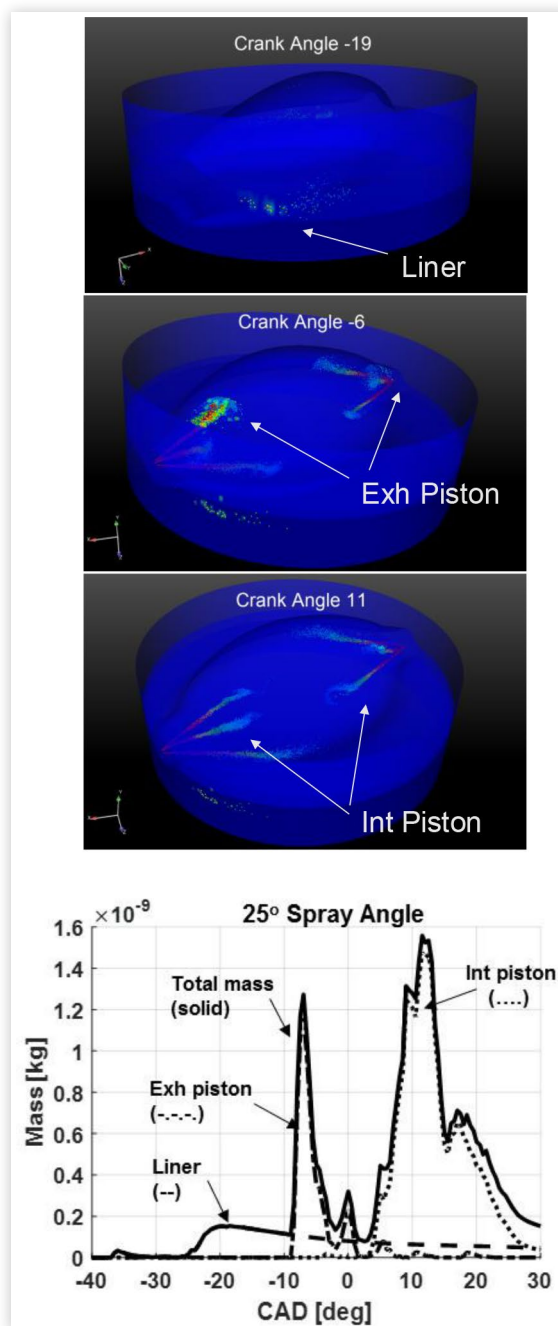 Crank Angle -19
Liner
Crank Angle -6
Exh Piston
Crank Angle 11
Int Piston
×10⁻⁹
25º Spray Angle
1.6
1.4
1.2
1
0.8
0.6
0.4
0.2
0
Mass [kg]
Total mass
(solid)
Int piston
(....)
Exh piston
(-.-.-.)
Liner
(--)
-40 -30 -20 -10 0 10 20 30
CAD [deg]